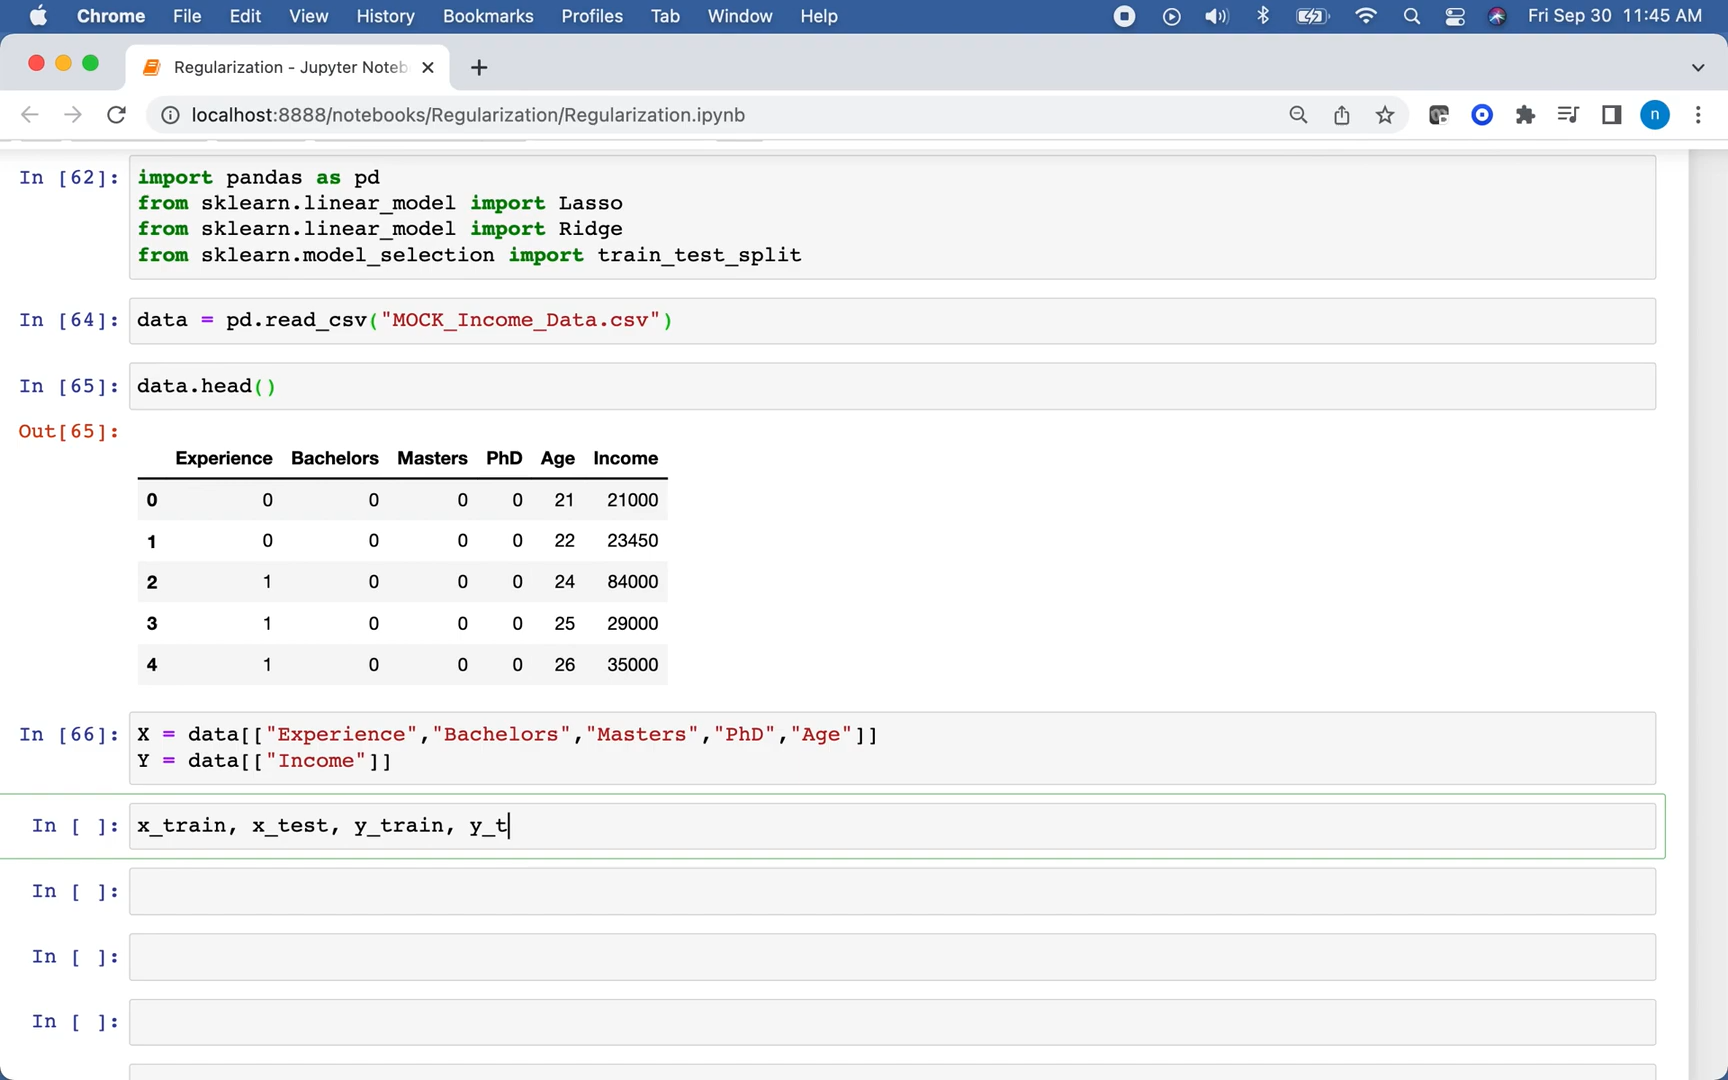 Chrome File Edit View History Bookmarks Profiles Tab Window Help Fri Sep 30 11:45 AM
Regularization - Jupyter Noteb
localhost:8888/notebooks/Regularization/Regularization.ipynb
n
In [62]: import pandas as pd
from sklearn.linear_model import Lasso
from sklearn.linear_model import Ridge
from sklearn.model_selection import train_test_split
In [64]: data = pd.read_csv("MOCK_Income_Data.csv")
In [65]: data.head()
Out[65]:
Experience Bachelors Masters PhD Age Income
0 0 0 0 0 21 21000
1 0 0 0 0 22 23450
2 1 0 0 0 24 84000
3 1 0 0 0 25 29000
4 1 0 0 0 26 35000
In [66]: X = data[["Experience","Bachelors","Masters","PhD","Age"]]
Y = data[["Income"]]
In [ ]: x_train, x_test, y_train, y_t
In [ ]:
In [ ]:
In [ ]: